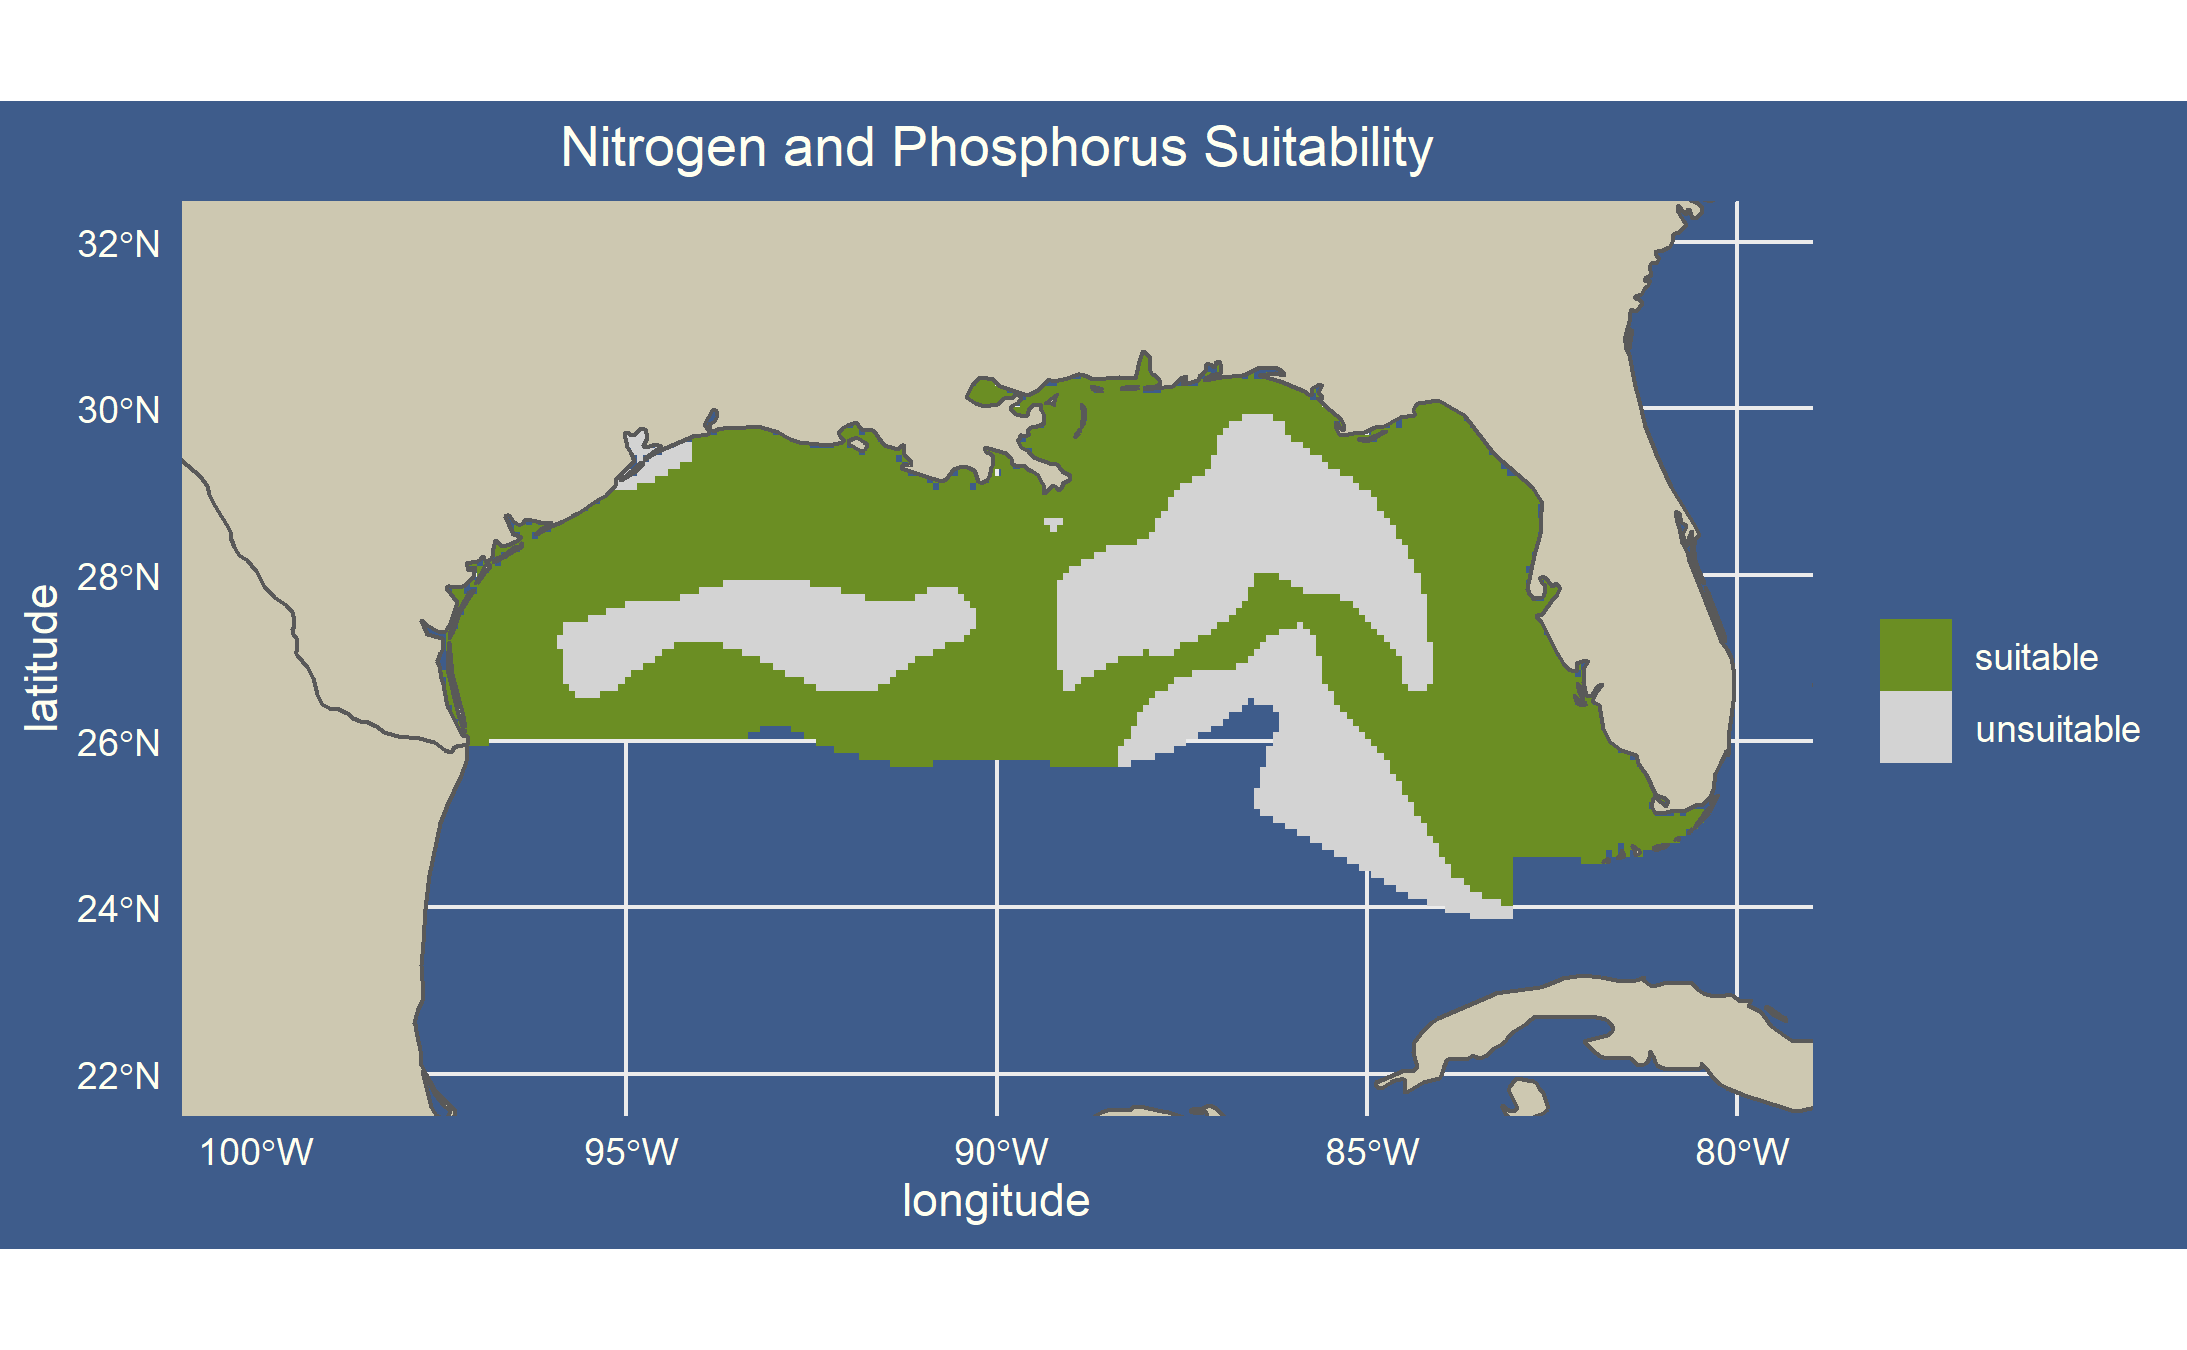 Nitrogen and Phosphorus Suitability
32°N
30°N
28°N
26°N
24°N
22°N
latitude
100°W
95°W
90°W
85°W
80°W
longitude
suitable
unsuitable